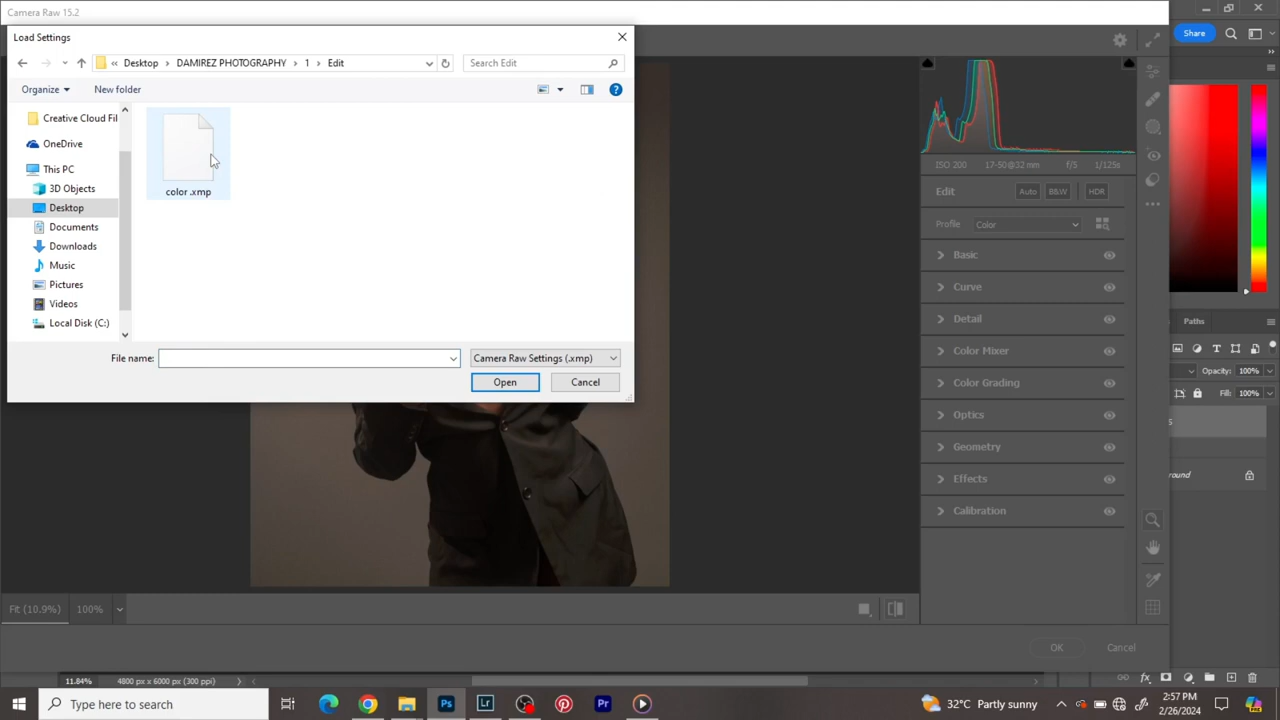 Camera Raw 15.2
Load Settings
Desktop
DAMIREZ PHOTOGRAPHY
1
Edit
Search Edit
Share
Organize
New folder
Creative Cloud Fil
OneDrive
This PC
3D Objects
Desktop
Documents
Downloads
Music
Pictures
Videos
Local Disk (C:)
color .xmp
File name:
Camera Raw Settings (.xmp)
Open
Cancel
ISO 200
17-50@32 mm
f/5
1/125s
Edit
Auto
B&W
HDR
Profile
Color
Basic
Curve
Detail
Color Mixer
Color Grading
Optics
Geometry
Effects
Calibration
Paths
Opacity: 100%
Fill: 100%
Fit (10.9%)
100%
OK
Cancel
11.84%
4800 px x 6000 px (300 ppi)
Type here to search
32°C Partly sunny
2:57 PM
2/26/2024